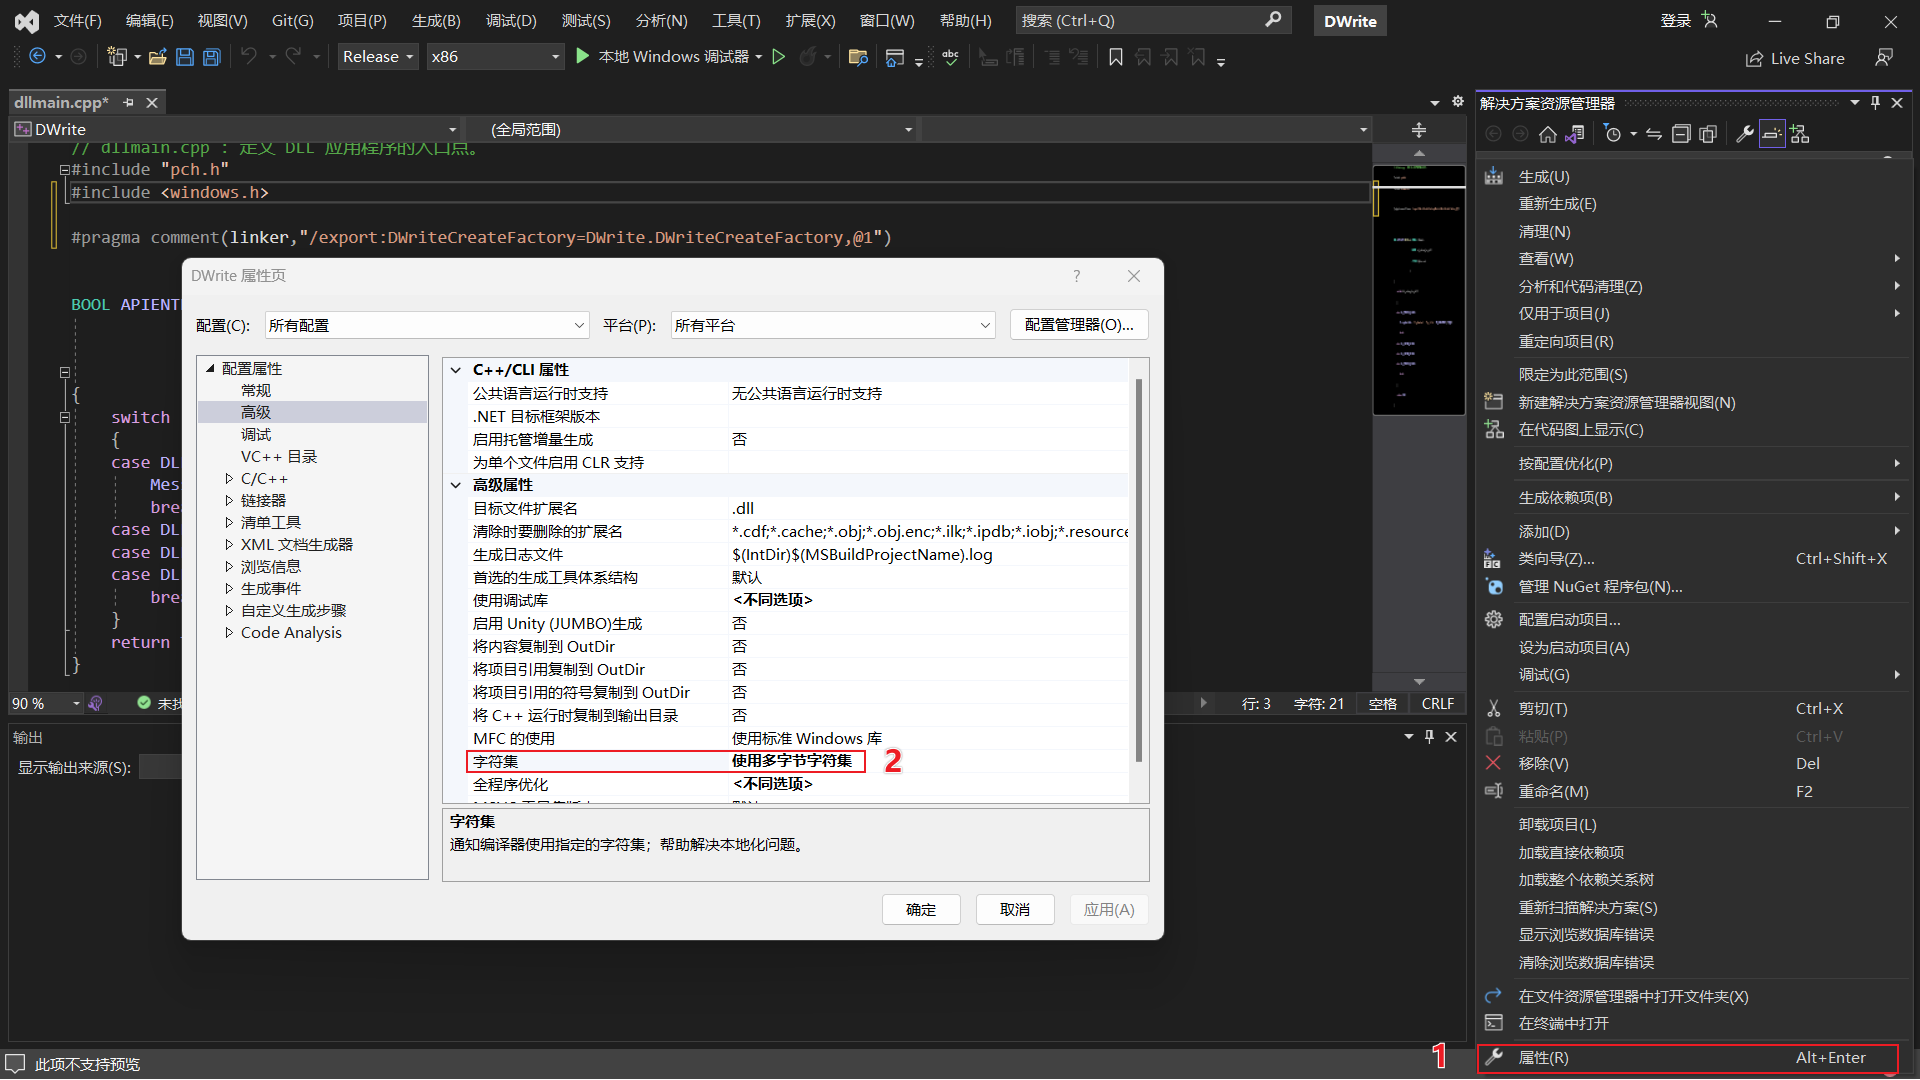 文件(F) 编辑(E) 视图(V) Git(G) 项目(P) 生成(B) 调试(D) 测试(S) 分析(N) 工具(T) 扩展(X) 窗口(W) 帮助(H) 搜索 (Ctrl+Q) DWrite 登录
Release x86 本地 Windows 调试器 Live Share
dllmain.cpp*
DWrite (全局范围)
// dllmain.cpp : 定义 DLL 应用程序的入口点。
#include "pch.h"
#include <windows.h>
#pragma comment(linker,"/export:DWriteCreateFactory=DWrite.DWriteCreateFactory,@1")
BOOL APIENT
{
switch
{
case DL
Mes
bre
case DL
case DL
case DL
bre
}
return
}
90 % 未找 行: 3 字符: 21 空格 CRLF
输出
显示输出来源(S):
此项不支持预览
DWrite 属性页 ?
配置(C): 所有配置 平台(P): 所有平台 配置管理器(O)...
配置属性
常规
高级
调试
VC++ 目录
C/C++
链接器
清单工具
XML 文档生成器
浏览信息
生成事件
自定义生成步骤
Code Analysis
C++/CLI 属性
公共语言运行时支持 无公共语言运行时支持
.NET 目标框架版本
启用托管增量生成 否
为单个文件启用 CLR 支持
高级属性
目标文件扩展名 .dll
清除时要删除的扩展名 *.cdf;*.cache;*.obj;*.obj.enc;*.ilk;*.ipdb;*.iobj;*.resource
生成日志文件 $(IntDir)$(MSBuildProjectName).log
首选的生成工具体系结构 默认
使用调试库 <不同选项>
启用 Unity (JUMBO)生成 否
将内容复制到 OutDir 否
将项目引用复制到 OutDir 否
将项目引用的符号复制到 OutDir 否
将 C++ 运行时复制到输出目录 否
MFC 的使用 使用标准 Windows 库
字符集 使用多字节字符集 2
全程序优化 <不同选项>
字符集
通知编译器使用指定的字符集；帮助解决本地化问题。
确定 取消 应用(A)
解决方案资源管理器
生成(U)
重新生成(E)
清理(N)
查看(W)
分析和代码清理(Z)
仅用于项目(J)
重定向项目(R)
限定为此范围(S)
新建解决方案资源管理器视图(N)
在代码图上显示(C)
按配置优化(P)
生成依赖项(B)
添加(D)
类向导(Z)... Ctrl+Shift+X
管理 NuGet 程序包(N)...
配置启动项目...
设为启动项目(A)
调试(G)
剪切(T) Ctrl+X
粘贴(P) Ctrl+V
移除(V) Del
重命名(M) F2
卸载项目(L)
加载直接依赖项
加载整个依赖关系树
重新扫描解决方案(S)
显示浏览数据库错误
清除浏览数据库错误
在文件资源管理器中打开文件夹(X)
在终端中打开
1 属性(R) Alt+Enter